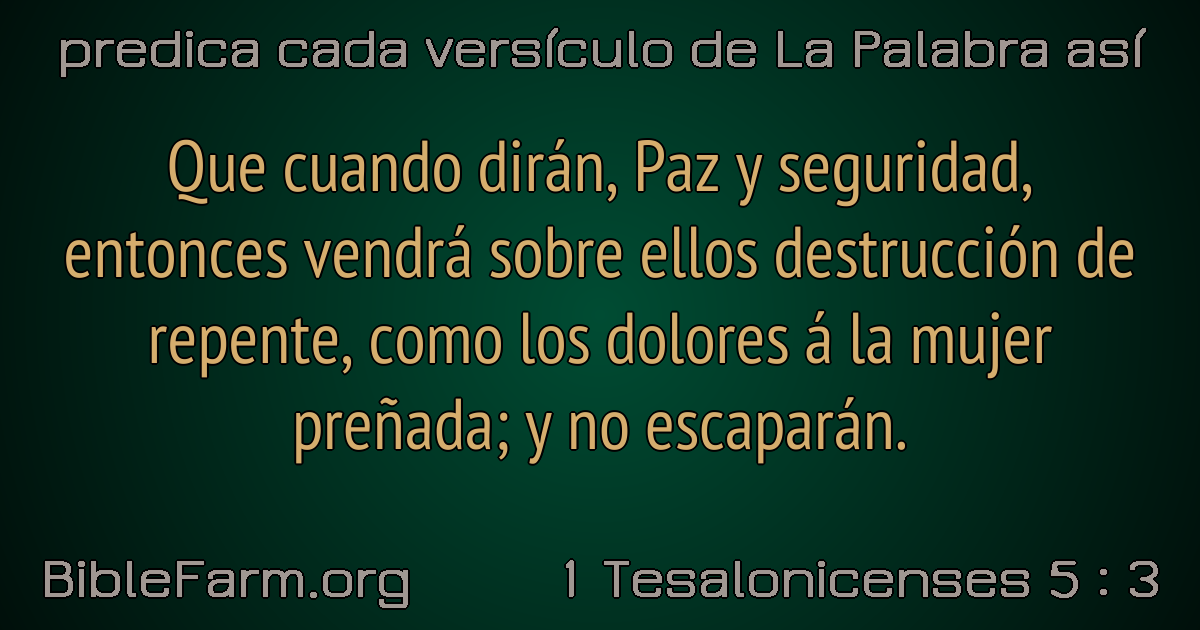 predica cada versículo de La Palabra así
Que cuando dirán, Paz y seguridad,
entonces vendrá sobre ellos destrucción de
repente, como los dolores á la mujer
preñada; y no escaparán.
BibleFarm.org
1 Tesalonicenses 5 : 3